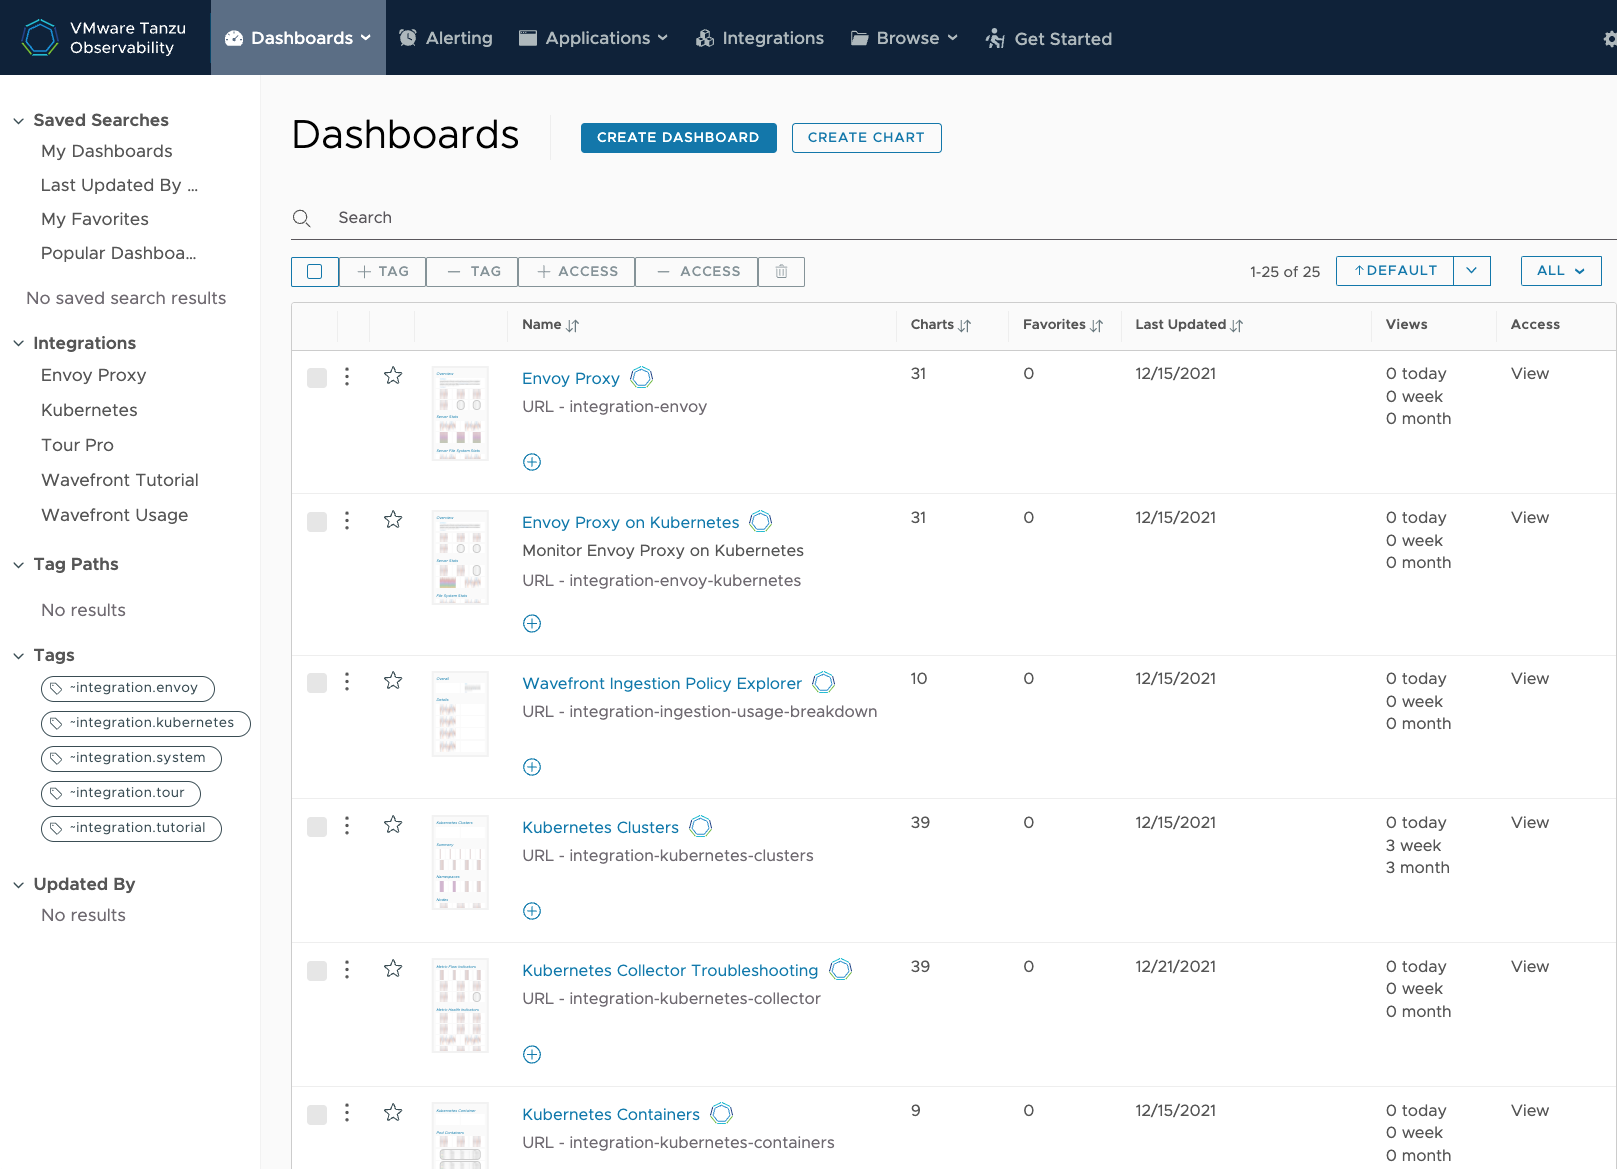 VMware Tanzu
Observability
Dashboards
Alerting
Applications
Integrations
Browse
Get Started
Saved Searches
My Dashboards
Last Updated By ...
My Favorites
Popular Dashboa...
No saved search results
Integrations
Envoy Proxy
Kubernetes
Tour Pro
Wavefront Tutorial
Wavefront Usage
Tag Paths
No results
Tags
~integration.envoy
~integration.kubernetes
~integration.system
~integration.tour
~integration.tutorial
Updated By
No results
Dashboards
CREATE DASHBOARD
CREATE CHART
Search
+ TAG
− TAG
+ ACCESS
− ACCESS
1-25 of 25
↑DEFAULT
ALL
Name
Charts
Favorites
Last Updated
Views
Access
Envoy Proxy
URL - integration-envoy
31
0
12/15/2021
0 today
0 week
0 month
View
Envoy Proxy on Kubernetes
Monitor Envoy Proxy on Kubernetes
URL - integration-envoy-kubernetes
31
0
12/15/2021
0 today
0 week
0 month
View
Wavefront Ingestion Policy Explorer
URL - integration-ingestion-usage-breakdown
10
0
12/15/2021
0 today
0 week
0 month
View
Kubernetes Clusters
URL - integration-kubernetes-clusters
39
0
12/15/2021
0 today
3 week
3 month
View
Kubernetes Collector Troubleshooting
URL - integration-kubernetes-collector
39
0
12/21/2021
0 today
0 week
0 month
View
Kubernetes Containers
URL - integration-kubernetes-containers
9
0
12/15/2021
0 today
0 week
0 month
View